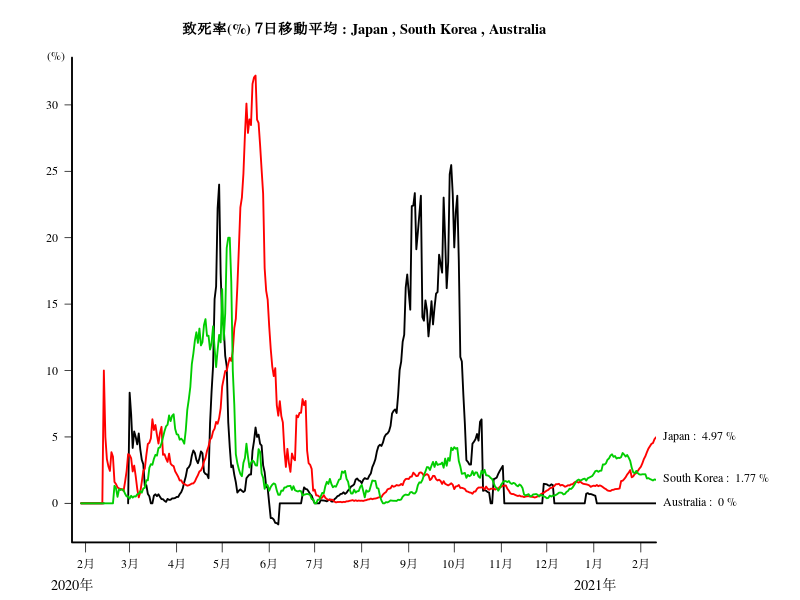 致死率(%) 7日移動平均 : Japan , South Korea , Australia
(%)
30
25
20
15
10
5
0
Japan : 4.97 %
South Korea : 1.77 %
Australia : 0 %
2月 3月 4月 5月 6月 7月 8月 9月 10月 11月 12月 1月 2月
2020年 2021年